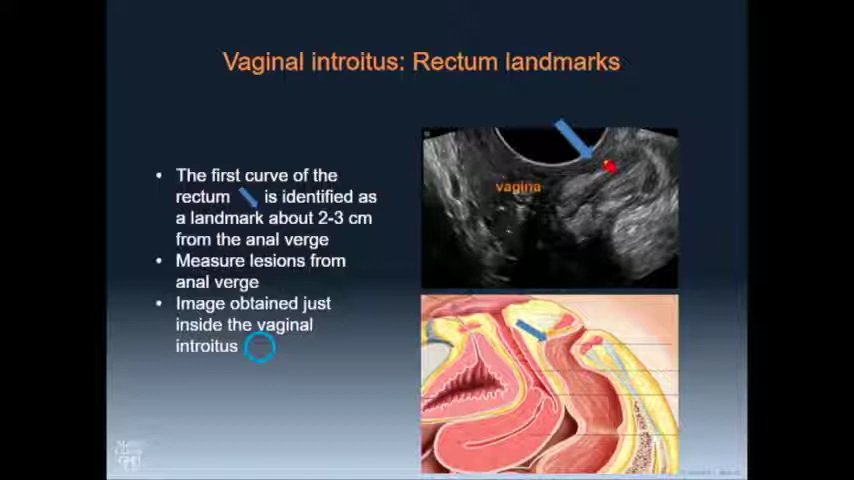 Vaginal introitus: Rectum landmarks
• The first curve of the
rectum is identified as
a landmark about 2-3 cm
from the anal verge
• Measure lesions from
anal verge
• Image obtained just
inside the vaginal
introitus
vagina